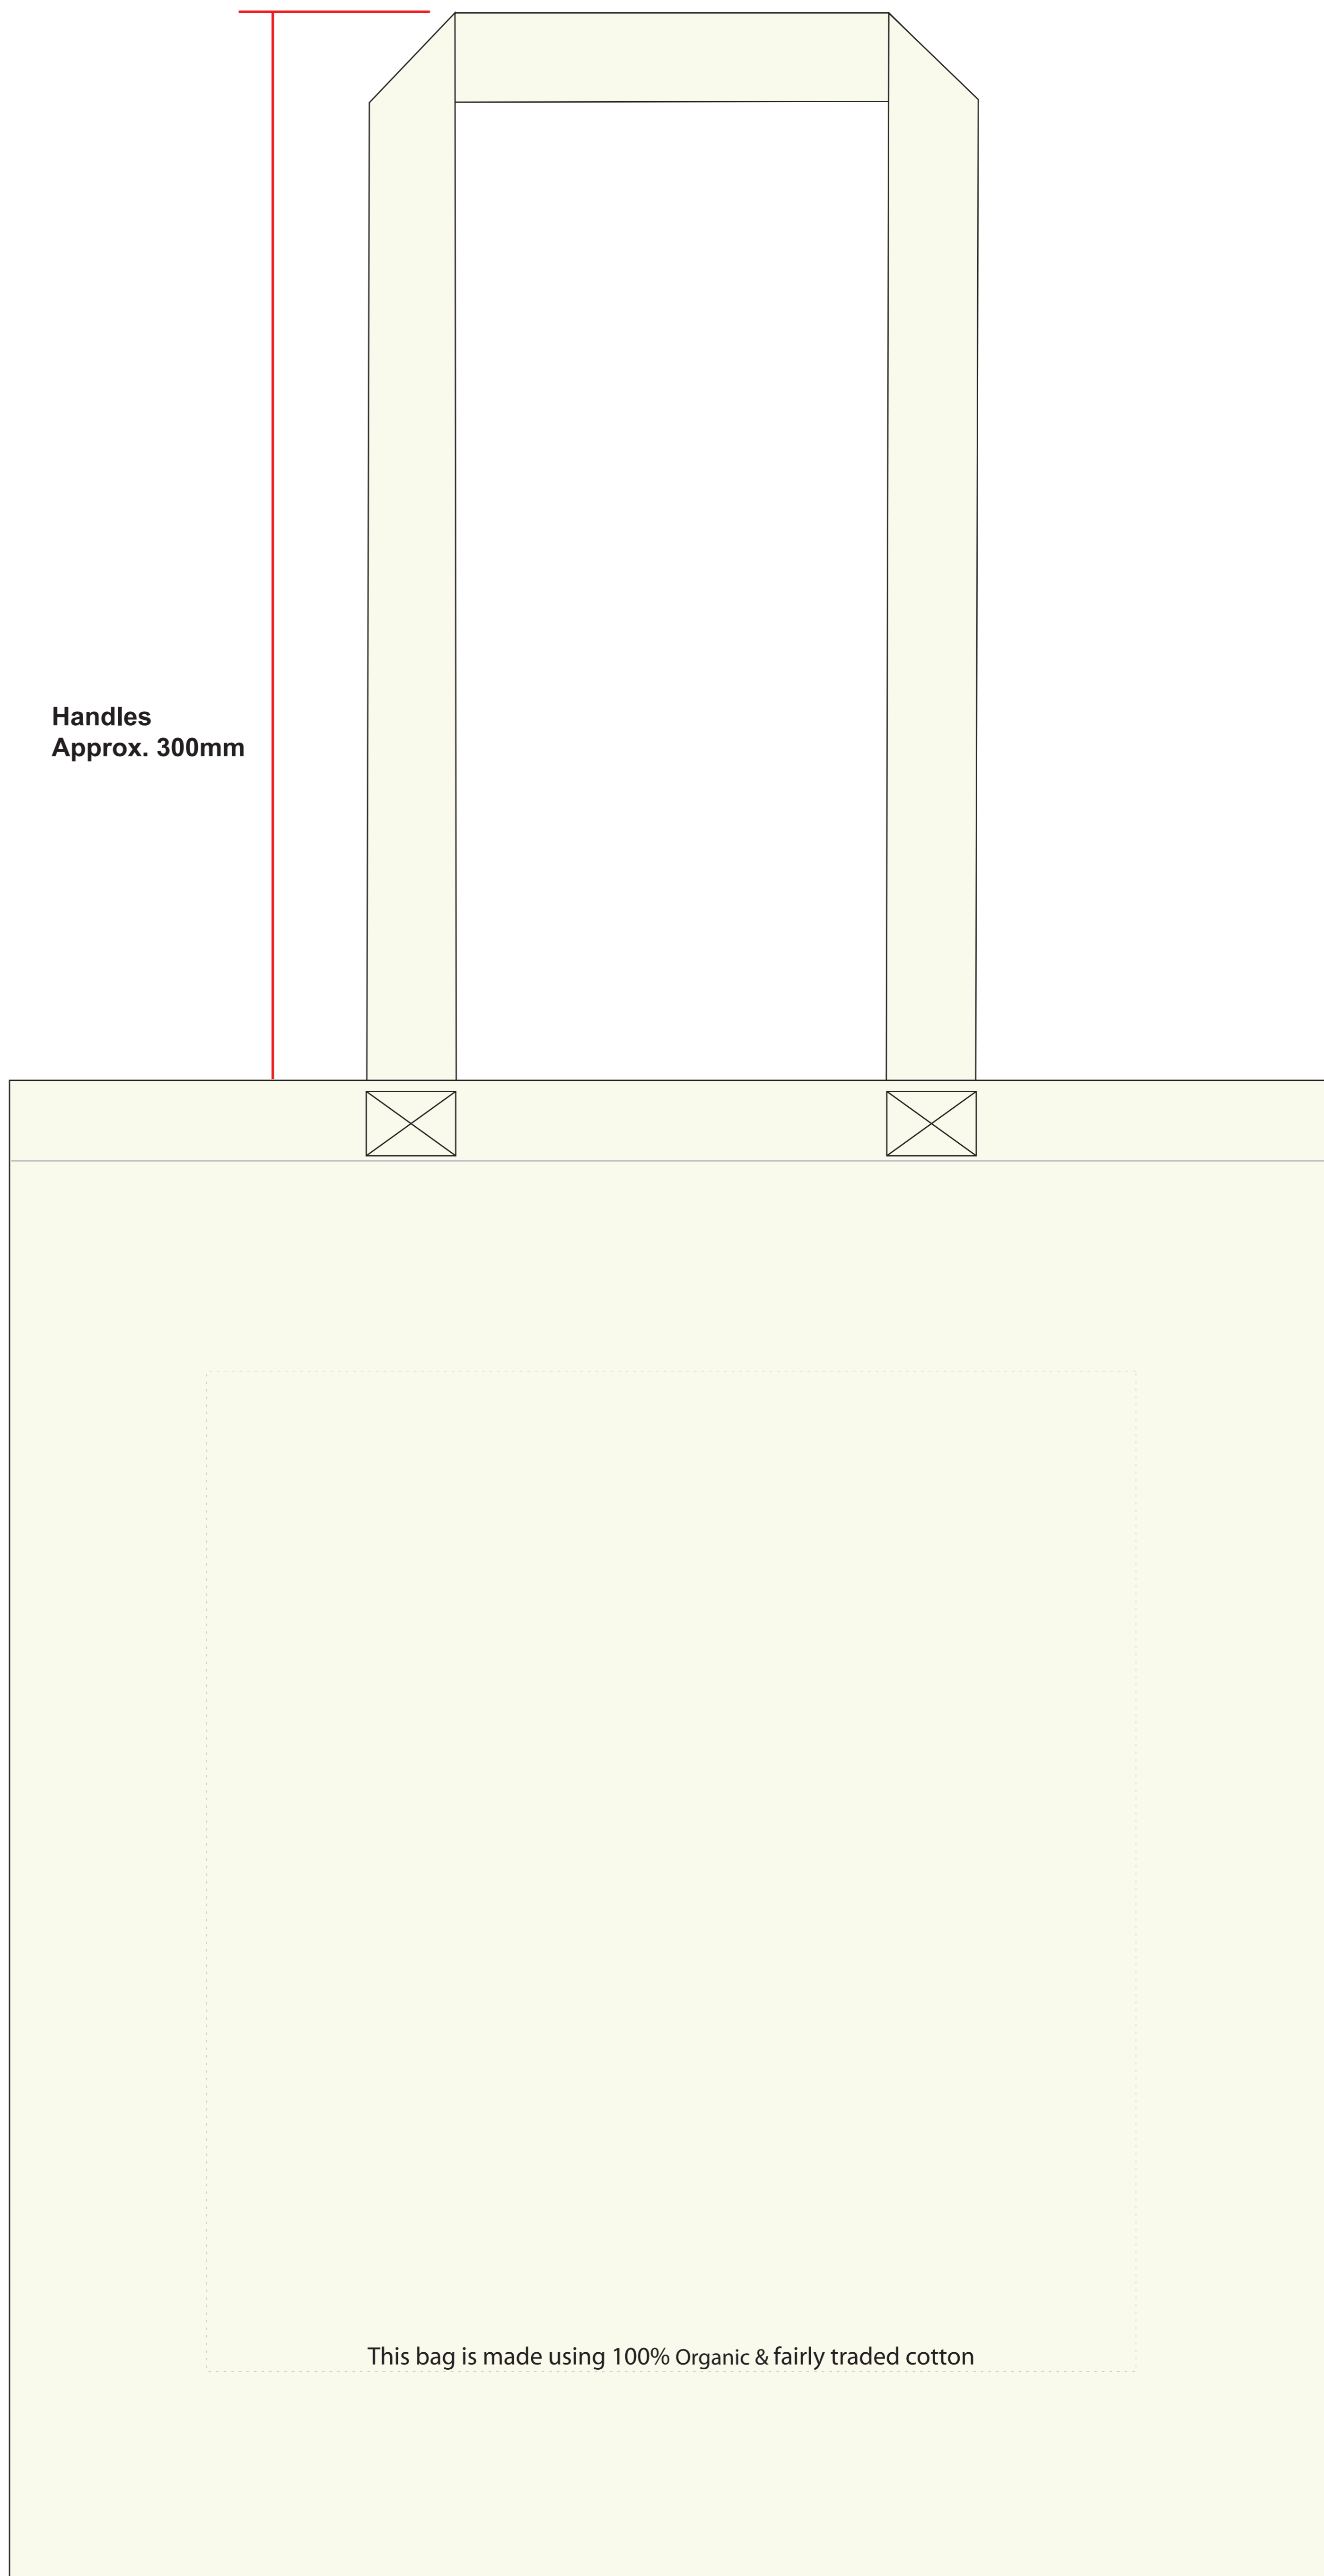 Handles
Approx. 300mm
This bag is made using 100% Organic & fairly traded cotton